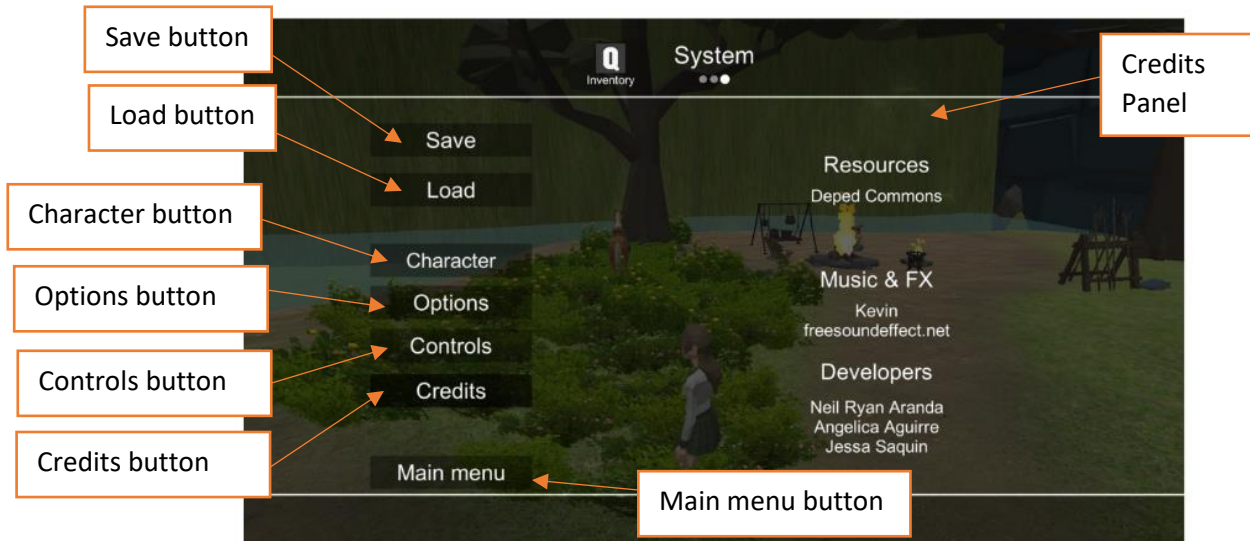 Save button
Load button
Character button
Options button
Controls button
Credits button
Q
Inventory
System
Save
Load
Character
Options
Controls
Credits
Main menu
Resources
Deped Commons
Music & FX
Kevin
freesoundeffect.net
Developers
Neil Ryan Aranda
Angelica Aguirre
Jessa Saquin
Credits
Panel
Main menu button